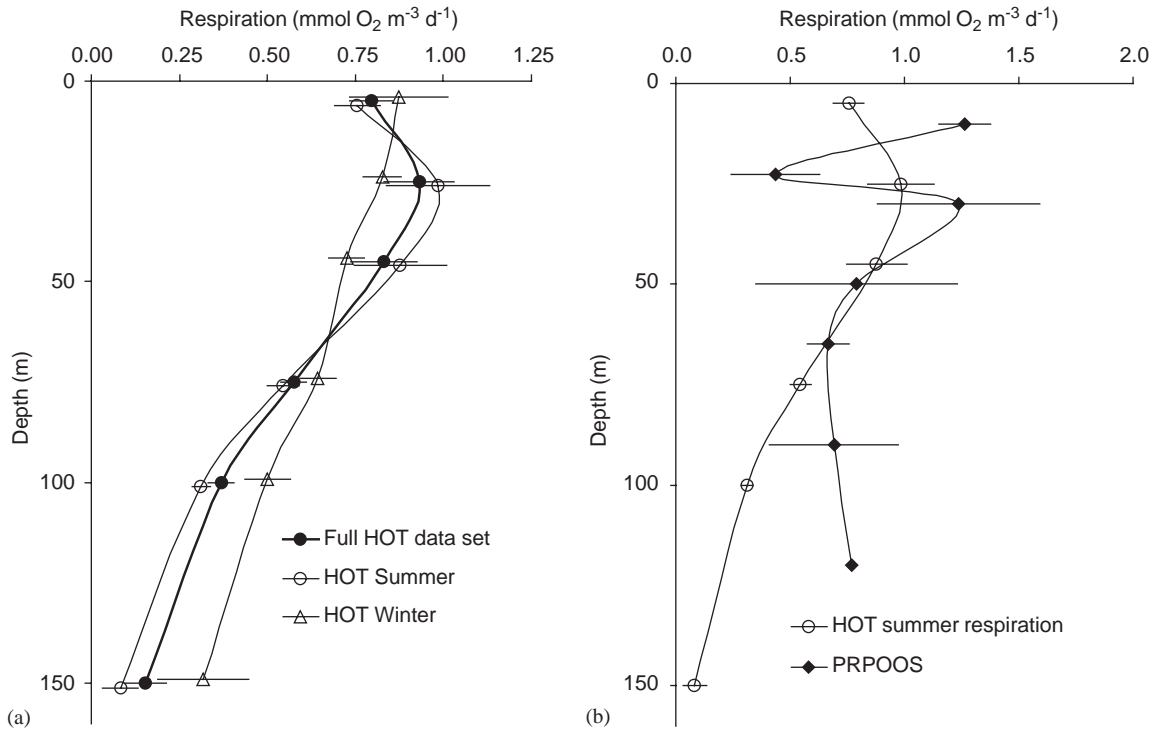 Respiration (mmol O₂ m⁻³ d⁻¹)
0.00 0.25 0.50 0.75 1.00 1.25
0
50
100
150
Depth (m)
Full HOT data set
HOT Summer
HOT Winter
(a)
Respiration (mmol O₂ m⁻³ d⁻¹)
0.0 0.5 1.0 1.5 2.0
0
50
100
150
Depth (m)
HOT summer respiration
PRPOOS
(b)